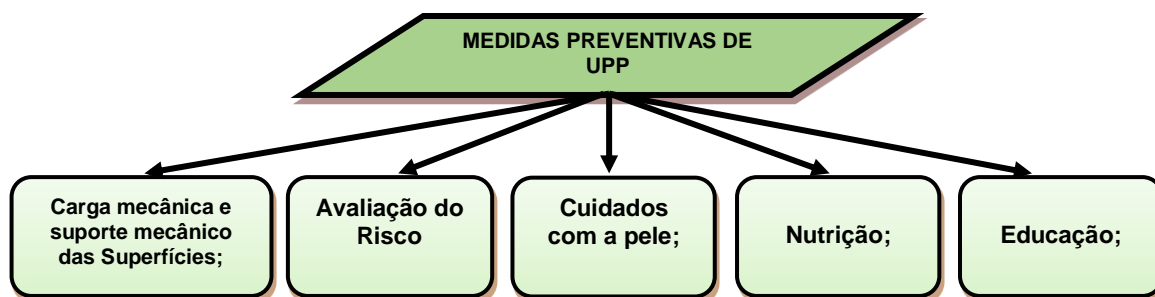 MEDIDAS PREVENTIVAS DE
UPP
Carga mecânica e
suporte mecânico
das Superfícies;
Avaliação do
Risco
Cuidados
com a pele;
Nutrição;
Educação;